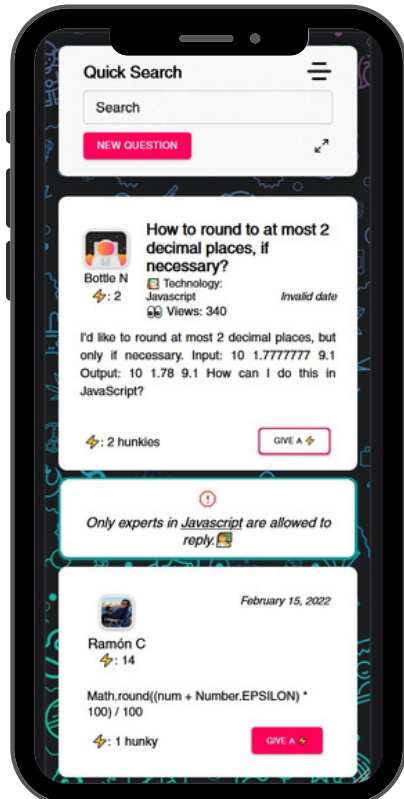 Quick Search
Search
NEW QUESTION
How to round to at most 2
decimal places, if
necessary?
Bottle N
⚡: 2
Technology:
Javascript
Invalid date
👀 Views: 340
I'd like to round at most 2 decimal places, but
only if necessary. Input: 10 1.7777777 9.1
Output: 10 1.78 9.1 How can I do this in
JavaScript?
⚡: 2 hunkies
GIVE A ⚡
Only experts in Javascript are allowed to
reply.
February 15, 2022
Ramón C
⚡: 14
Math.round((num + Number.EPSILON) *
100) / 100
⚡: 1 hunky
GIVE A ⚡